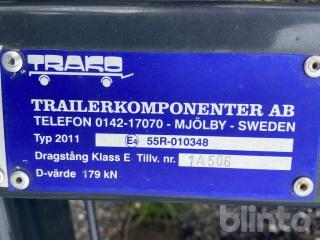 TRAKO
TRAILERKOMPONENTER AB
TELEFON 0142-17070 - MJÖLBY - SWEDEN
Typ 2011 E4 55R-010348
Dragstång Klass E Tillv. nr. 1A506
D-värde 179 kN
blinto